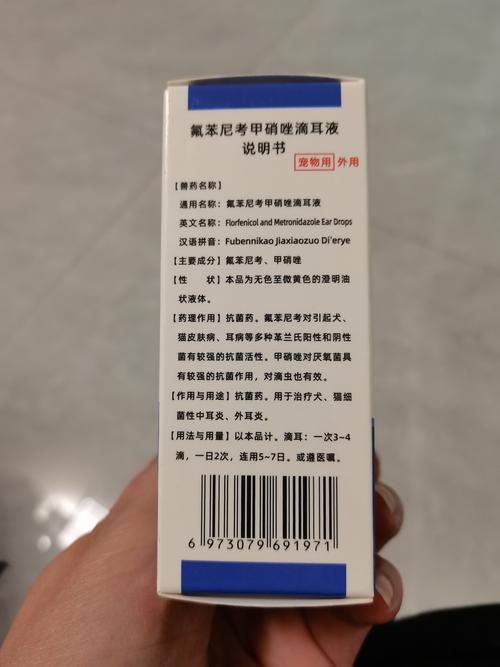 氟苯尼考甲硝唑滴耳液
说明书
宠物用 外用
【兽药名称】
通用名称：氟苯尼考甲硝唑滴耳液
英文名称：Florfenicol and Metronidazole Ear Drops
汉语拼音：Fubennikao Jiaxiaozuo Di'erye
【主要成分】氟苯尼考、甲硝唑
【性　　状】本品为无色至微黄色的澄明油
状液体。
【药理作用】抗菌药。氟苯尼考对引起犬、
猫皮肤病、耳病等多种革兰氏阳性和阴性
菌有较强的抗菌活性。甲硝唑对厌氧菌具
有较强的抗菌作用，对滴虫也有效。
【作用与用途】抗菌药。用于治疗犬、猫细
菌性中耳炎、外耳炎。
【用法与用量】以本品计。滴耳：一次3~4
滴，一日2次，连用5~7日。或遵医嘱。
6 973079 691971